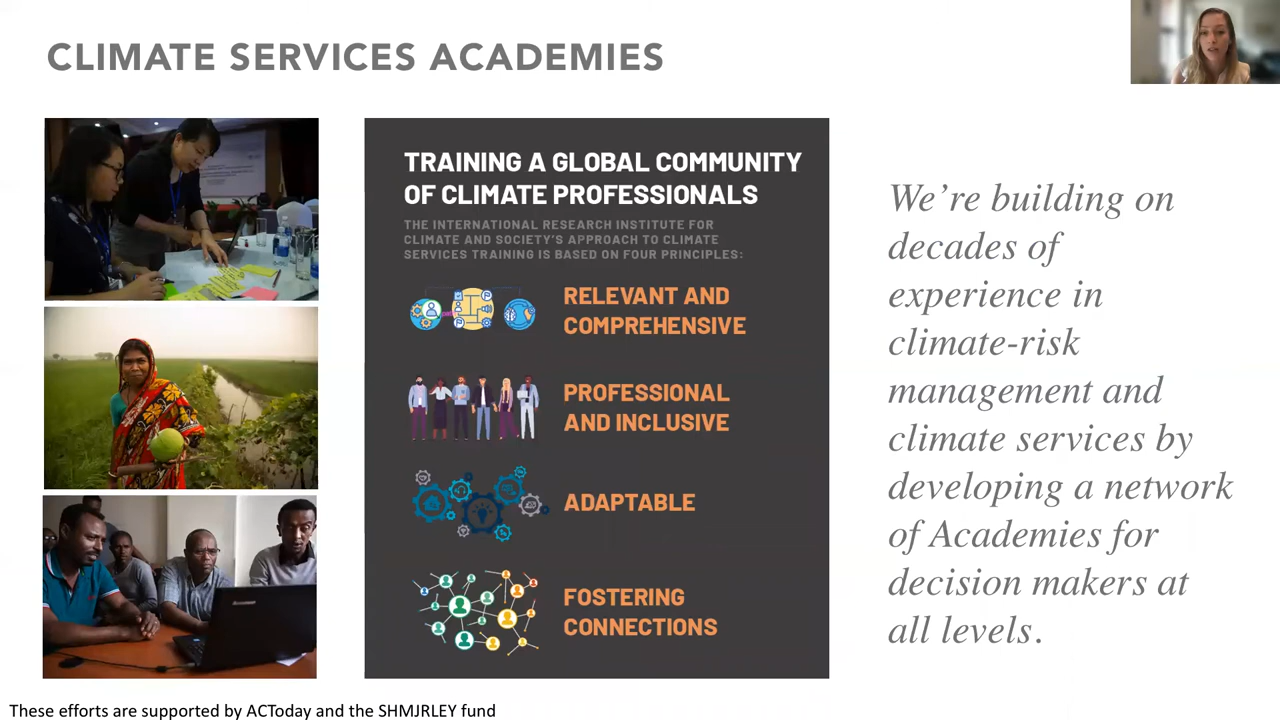 CLIMATE SERVICES ACADEMIES
TRAINING A GLOBAL COMMUNITY
OF CLIMATE PROFESSIONALS
THE INTERNATIONAL RESEARCH INSTITUTE FOR
CLIMATE AND SOCIETY'S APPROACH TO CLIMATE
SERVICES TRAINING IS BASED ON FOUR PRINCIPLES:
RELEVANT AND
COMPREHENSIVE
PROFESSIONAL
AND INCLUSIVE
ADAPTABLE
FOSTERING
CONNECTIONS
We're building on
decades of
experience in
climate-risk
management and
climate services by
developing a network
of Academies for
decision makers at
all levels.
These efforts are supported by ACToday and the SHMJRLEY fund